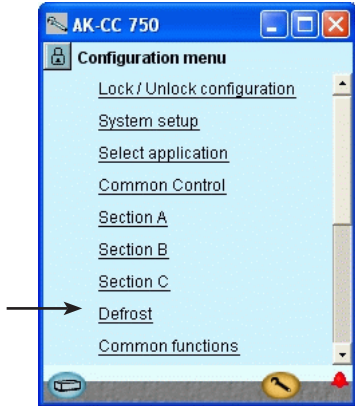 AK-CC 750
Configuration menu
Lock / Unlock configuration
System setup
Select application
Common Control
Section A
Section B
Section C
Defrost
Common functions